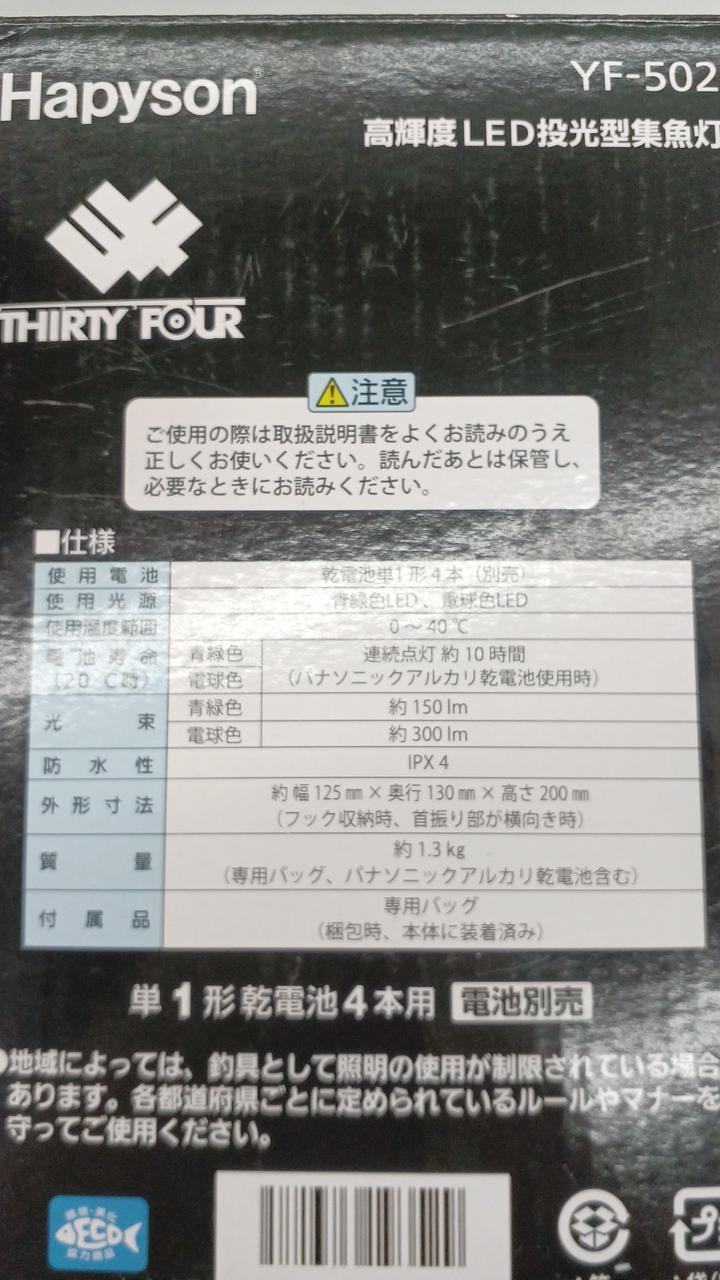 Hapyson®
YF-502
高輝度LED投光型集魚灯
THIRTY FOUR
注意
ご使用の際は取扱説明書をよくお読みのうえ
正しくお使いください。読んだあとは保管し、
必要なときにお読みください。
■仕様
使用電池 乾電池単1形4本（別売）
使用光源 青緑色LED、電球色LED
使用温度範囲 0～40℃
電池寿命 青緑色 連続点灯 約10時間
（20℃時） 電球色 （パナソニックアルカリ乾電池使用時）
光束 青緑色 約150 lm
電球色 約300 lm
防水性 IPX 4
外形寸法 約 幅125㎜×奥行130㎜×高さ200㎜
（フック収納時、首振り部が横向き時）
質量 約1.3㎏
（専用バッグ、パナソニックアルカリ乾電池含む）
付属品 専用バッグ
（梱包時、本体に装着済み）
単1形乾電池4本用 電池別売
●地域によっては、釣具として照明の使用が制限されている場合
あります。各都道府県ごとに定められているルールやマナーを
守ってご使用ください。
環境・美化
ECO
協力商品
プ